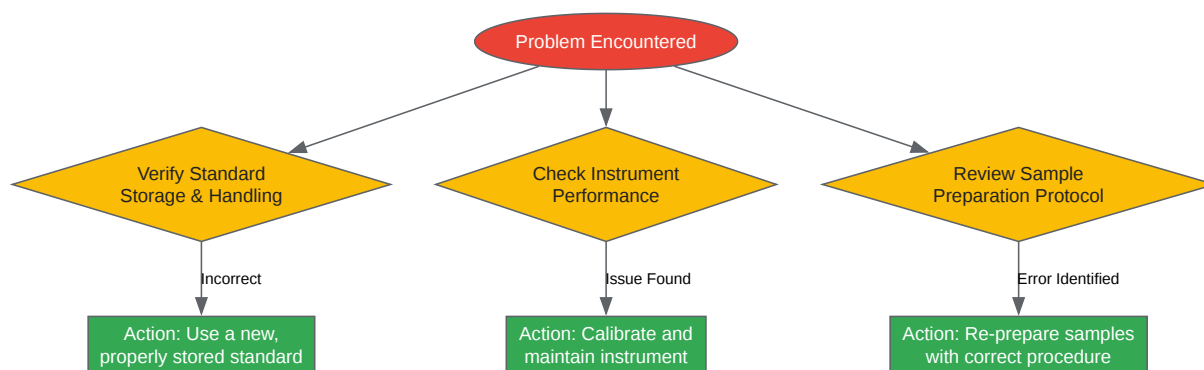 Problem Encountered
Verify Standard
Storage & Handling
Check Instrument
Performance
Review Sample
Preparation Protocol
Incorrect
Issue Found
Error Identified
Action: Use a new,
properly stored standard
Action: Calibrate and
maintain instrument
Action: Re-prepare samples
with correct procedure